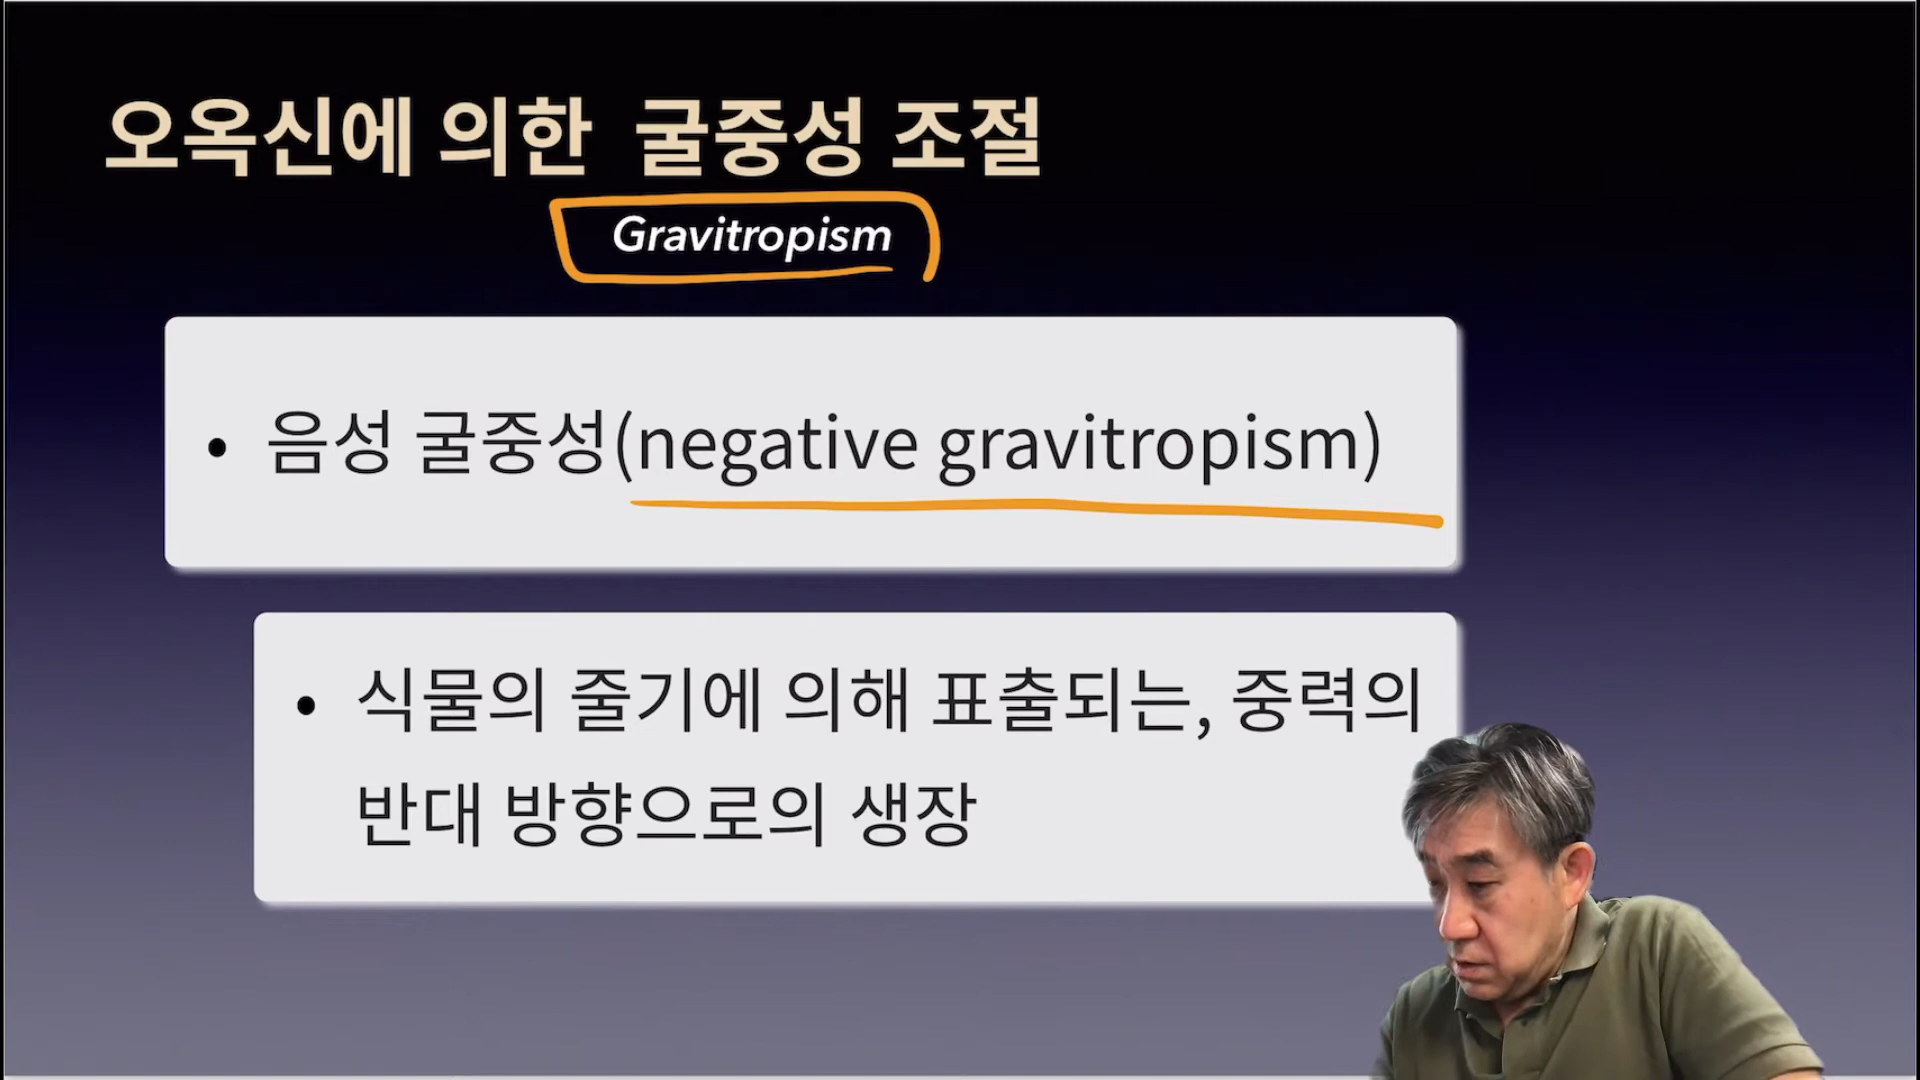 오옥신에 의한 굴중성 조절
Gravitropism
• 음성 굴중성(negative gravitropism)
• 식물의 줄기에 의해 표출되는, 중력의
반대 방향으로의 생장